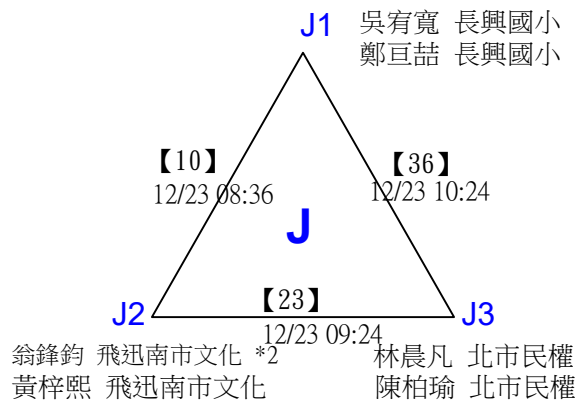 J1 吳宥寬 長興國小
鄭亘喆 長興國小
【10】
12/23 08:36
【36】
12/23 10:24
J
【23】
12/23 09:24
J2
J3
翁鋒鈞 飛迅南市文化 *2
黃梓熙 飛迅南市文化
林晨凡 北市民權
陳柏瑜 北市民權